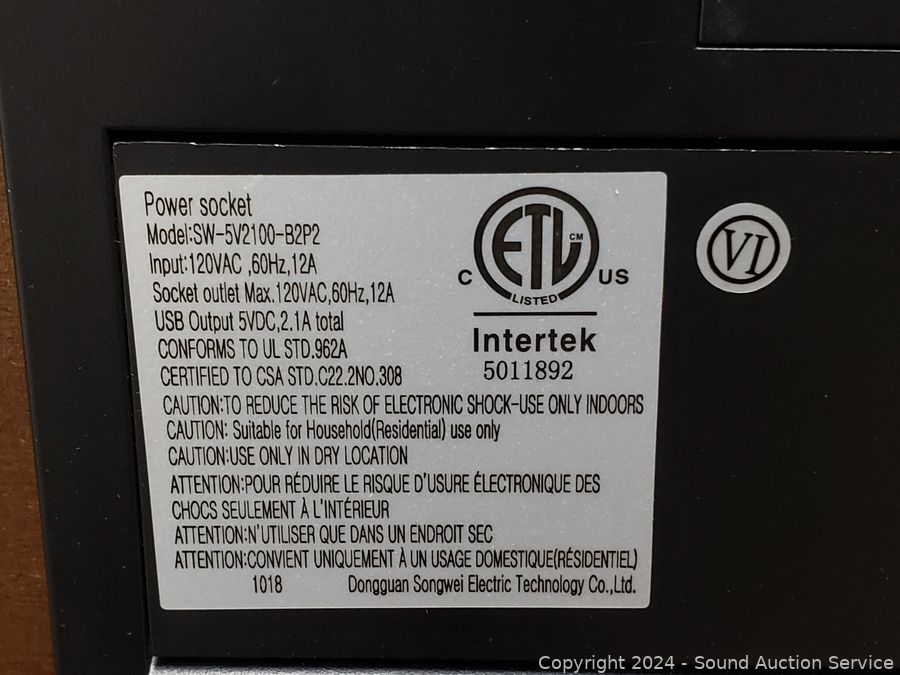 Power socket
Model:SW-5V2100-B2P2
Input:120VAC ,60Hz,12A
Socket outlet Max.120VAC,60Hz,12A
USB Output 5VDC,2.1A total
CONFORMS TO UL STD.962A
CERTIFIED TO CSA STD.C22.2NO.308
ETL CM
C US
LISTED
Intertek
5011892
VI
CAUTION:TO REDUCE THE RISK OF ELECTRONIC SHOCK-USE ONLY INDOORS
CAUTION: Suitable for Household(Residential) use only
CAUTION:USE ONLY IN DRY LOCATION
ATTENTION:POUR RÉDUIRE LE RISQUE D'USURE ÉLECTRONIQUE DES
CHOCS SEULEMENT À L'INTÉRIEUR
ATTENTION:N'UTILISER QUE DANS UN ENDROIT SEC
ATTENTION:CONVIENT UNIQUEMENT À UN USAGE DOMESTIQUE(RÉSIDENTIEL)
1018 Dongguan Songwei Electric Technology Co.,Ltd.
Copyright 2024 - Sound Auction Service